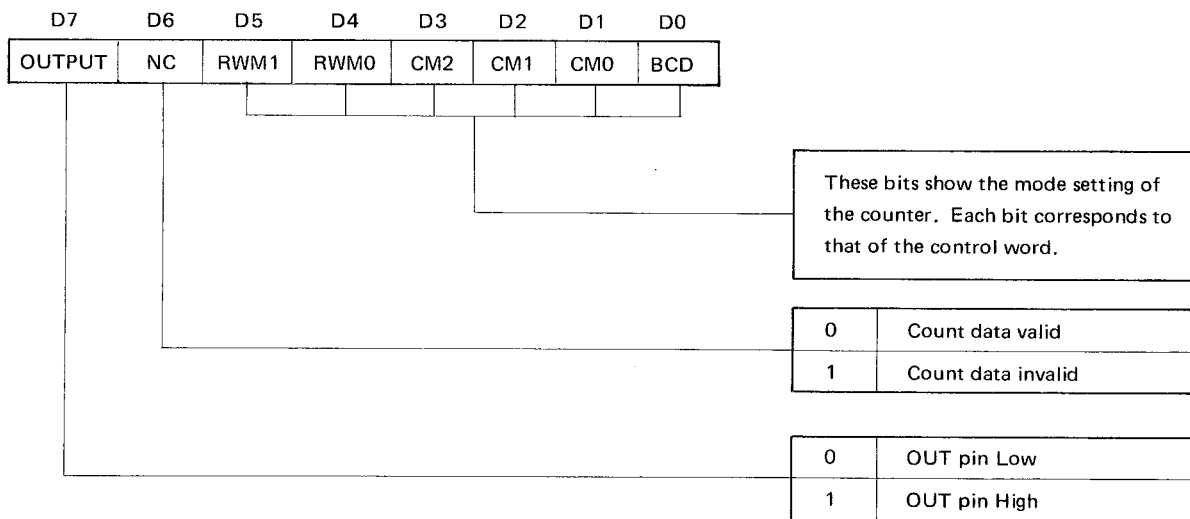 D7 D6 D5 D4 D3 D2 D1 D0
OUTPUT NC RWM1 RWM0 CM2 CM1 CM0 BCD
These bits show the mode setting of
the counter. Each bit corresponds to
that of the control word.
0 Count data valid
1 Count data invalid
0 OUT pin Low
1 OUT pin High